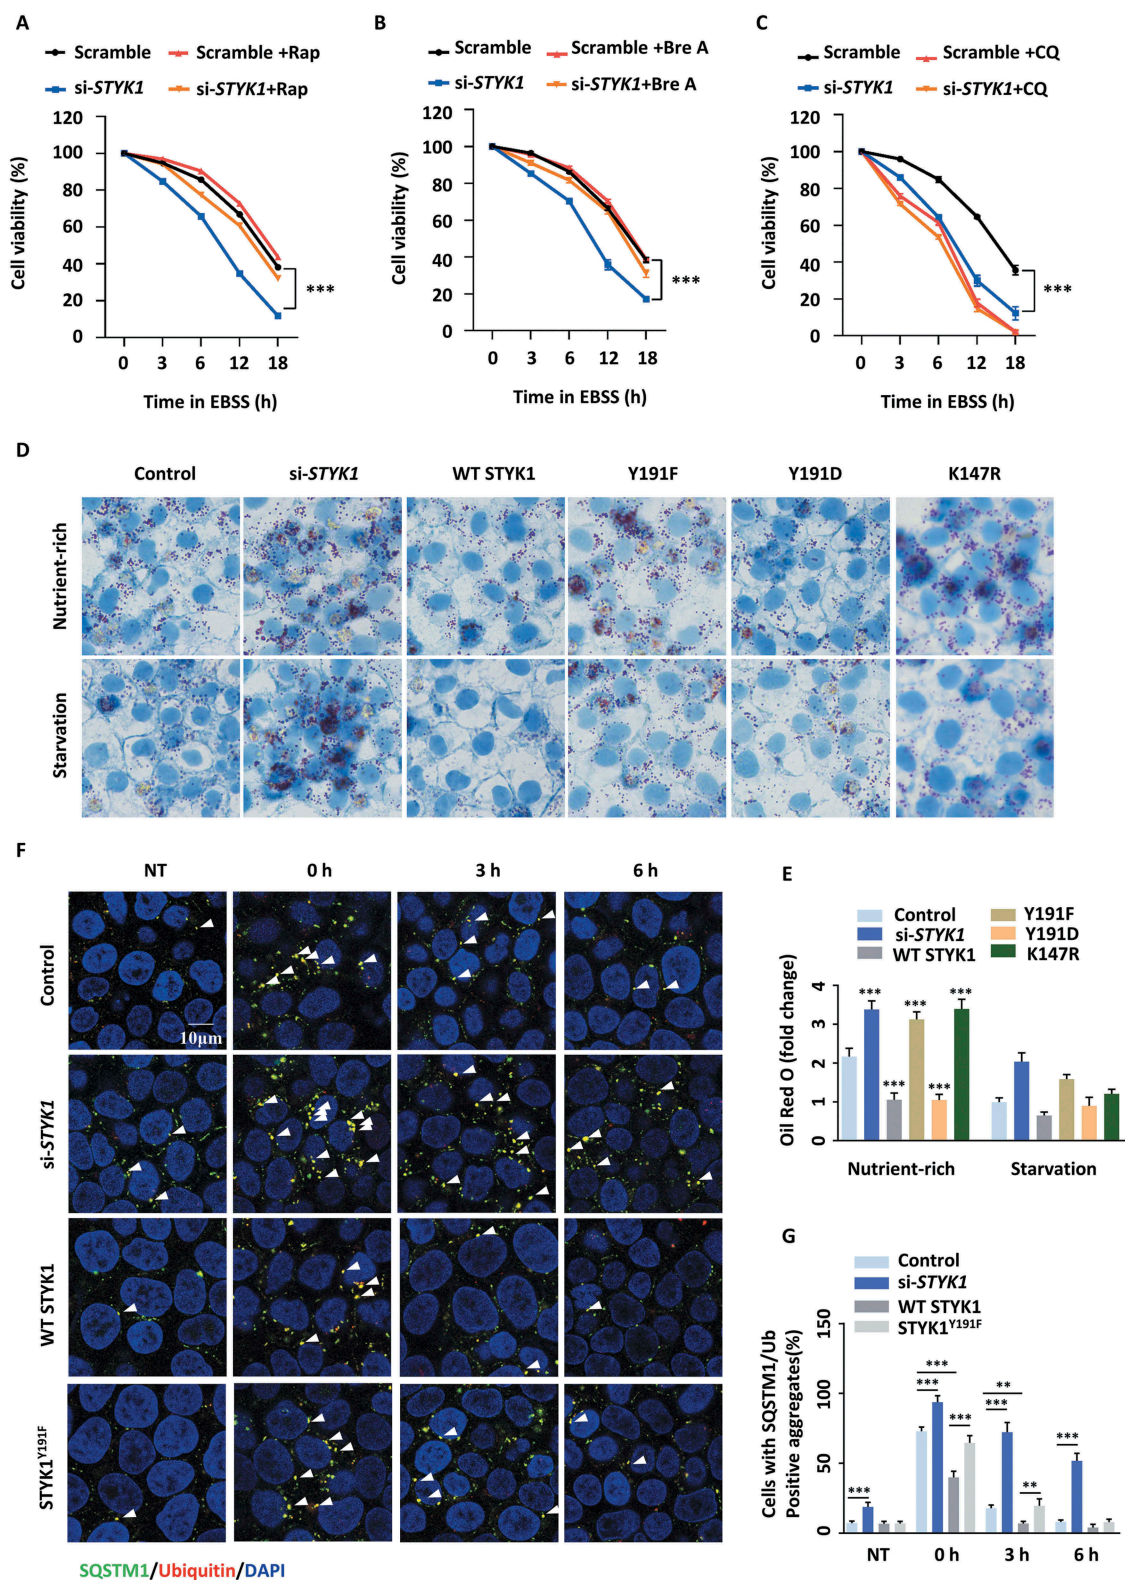 A
Scramble
Scramble +Rap
si-STYK1
si-STYK1+Rap
Cell viability (%)
120
100
80
60
40
20
0
***
0 3 6 12 18
Time in EBSS (h)
B
Scramble
Scramble +Bre A
si-STYK1
si-STYK1+Bre A
Cell viability (%)
120
100
80
60
40
20
0
***
0 3 6 12 18
Time in EBSS (h)
C
Scramble
Scramble +CQ
si-STYK1
si-STYK1+CQ
Cell viability (%)
120
100
80
60
40
20
0
***
0 3 6 12 18
Time in EBSS (h)
D
Control si-STYK1 WT STYK1 Y191F Y191D K147R
Nutrient-rich
Starvation
F
NT 0 h 3 h 6 h
Control
10μm
si-STYK1
WT STYK1
STYK1Y191F
SQSTM1/Ubiquitin/DAPI
E
Control
si-STYK1
WT STYK1
Y191F
Y191D
K147R
Oil Red O (fold change)
4
3
2
1
0
*** *** *** *** ***
Nutrient-rich Starvation
G
Control
si-STYK1
WT STYK1
STYK1Y191F
Cells with SQSTM1/Ub
Positive aggregates(%)
150
100
50
0
***
***
***
***
**
***
**
***
NT 0 h 3 h 6 h